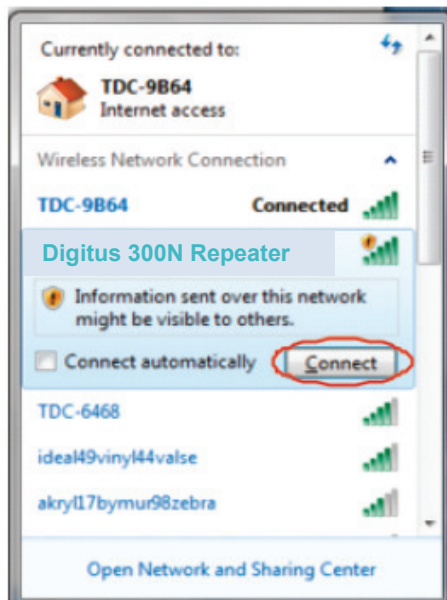 Currently connected to:
TDC-9B64
Internet access
Wireless Network Connection
TDC-9B64 Connected
Digitus 300N Repeater
Information sent over this network
might be visible to others.
Connect automatically Connect
TDC-6468
ideal49vinyl44valse
akryl17bymur98zebra
Open Network and Sharing Center